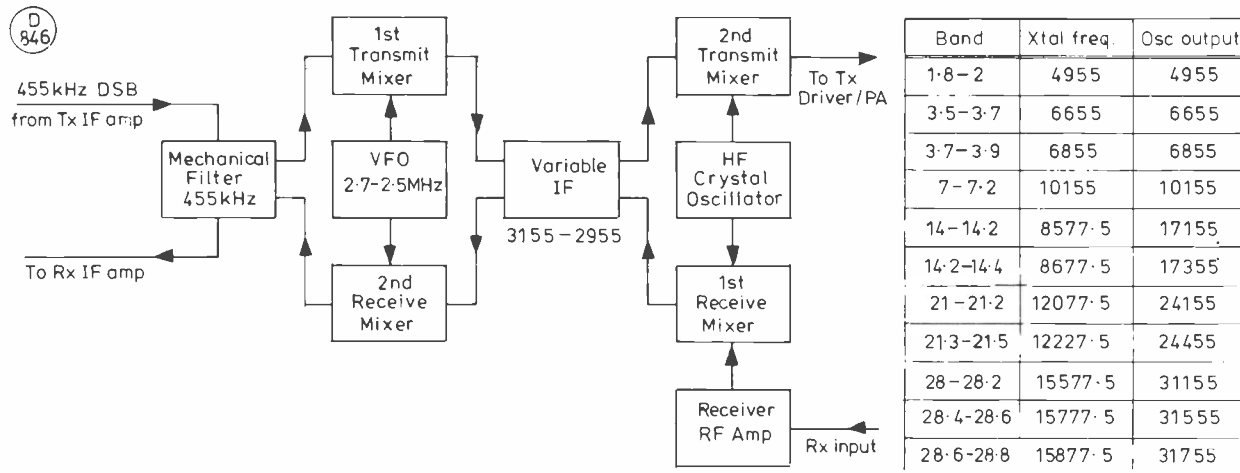 D
846
455kHz DSB
from Tx IF amp
Mechanical
Filter
455kHz
To Rx IF amp
1st
Transmit
Mixer
VFO
2.7-2.5MHz
2nd
Receive
Mixer
Variable
IF
3155-2955
2nd
Transmit
Mixer
To Tx
Driver/PA
HF
Crystal
Oscillator
1st
Receive
Mixer
Receiver
RF Amp
Rx input
Band Xtal freq. Osc output
1·8-2 4955 4955
3.5-3.7 6655 6655
3.7-3.9 6855 6855
7-7·2 10155 10155
14-14·2 8577·5 17155
14.2-14.4 8677·5 17355
21-21·2 12077·5 24155
21·3-21·5 12227·5 24455
28-28·2 15577·5 31155
28·4-28·6 15777·5 31555
28·6-28·8 15877·5 31755